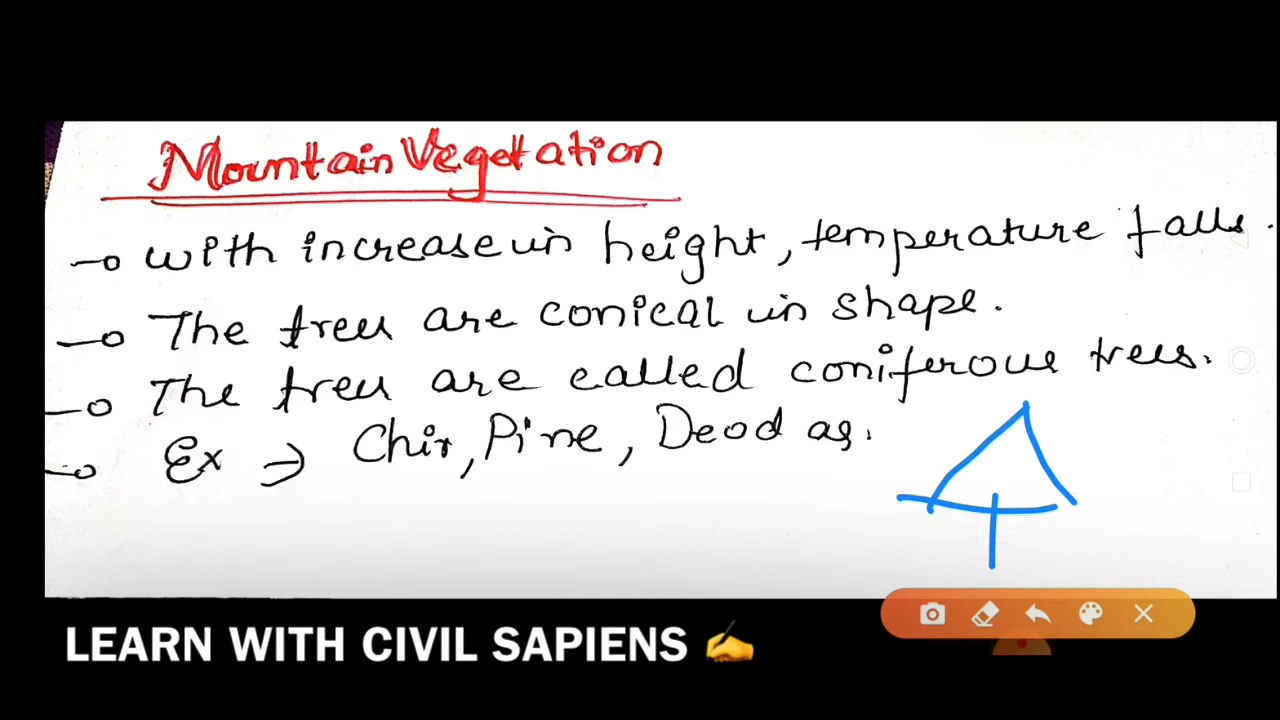 Mountain Vegetation
with increase in height, temperature falls.
The trees are conical in shape.
The trees are called coniferous trees.
Ex ⇒ Chir, Pine, Deodar.
LEARN WITH CIVIL SAPIENS ✍